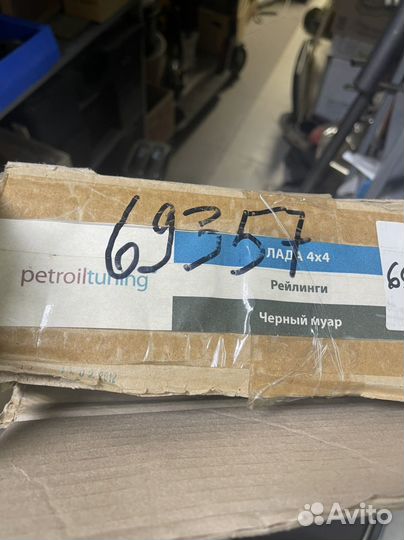 69357
ЛАДА 4x4
petroiltuning
Рейлинги
Черный муар
Avito